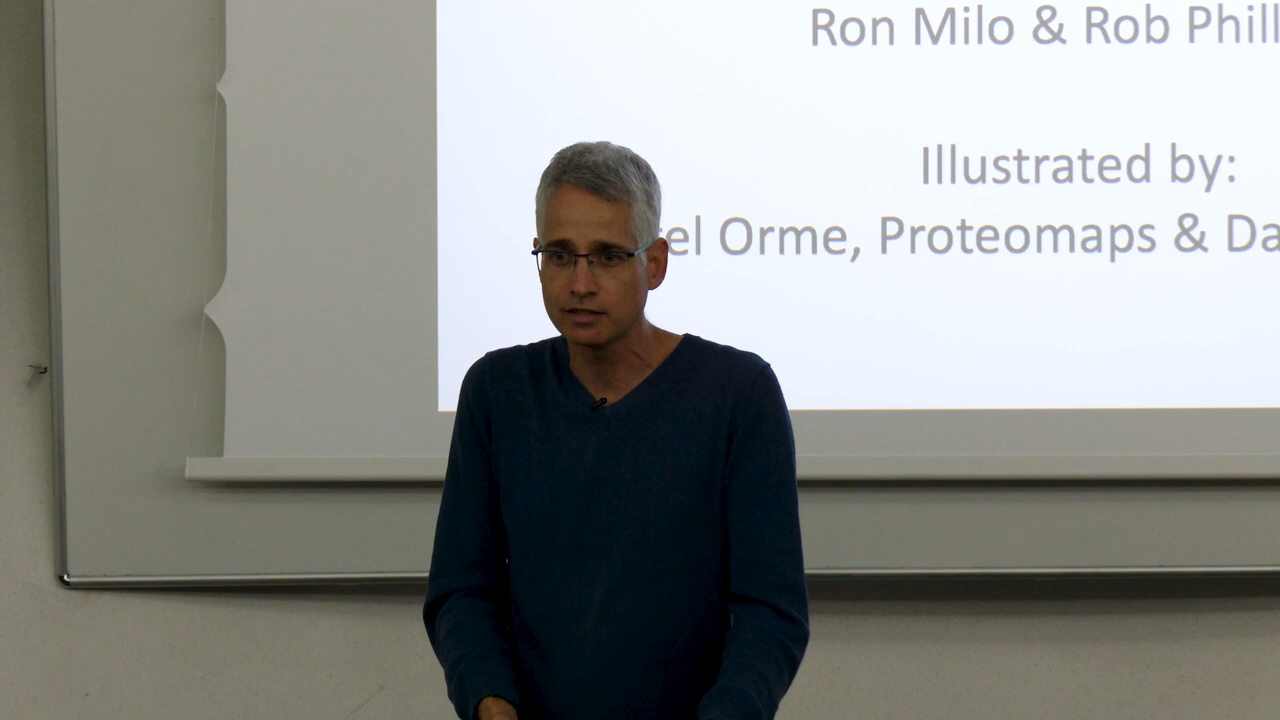 Ron Milo & Rob Phill
Illustrated by:
el Orme, Proteomaps & Da